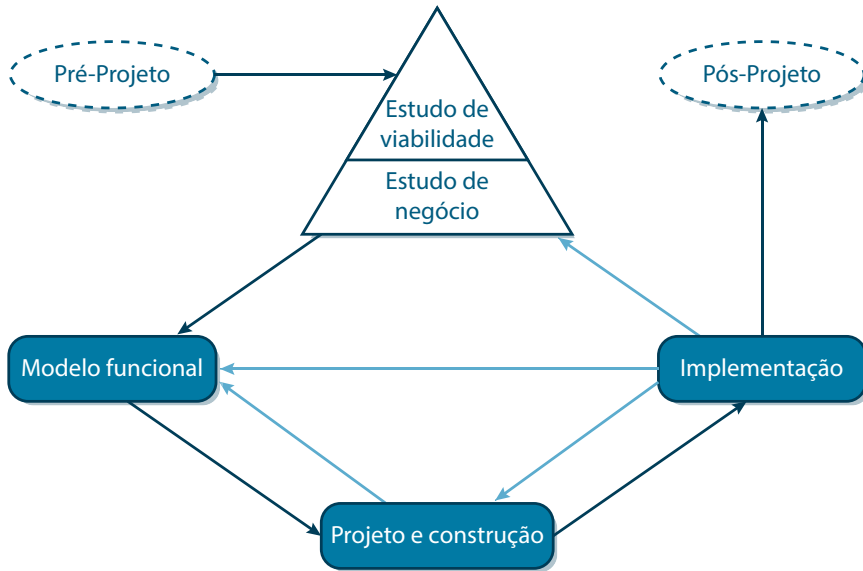 Pré-Projeto
Pós-Projeto
Estudo de
viabilidade
Estudo de
negócio
Modelo funcional
Implementação
Projeto e construção